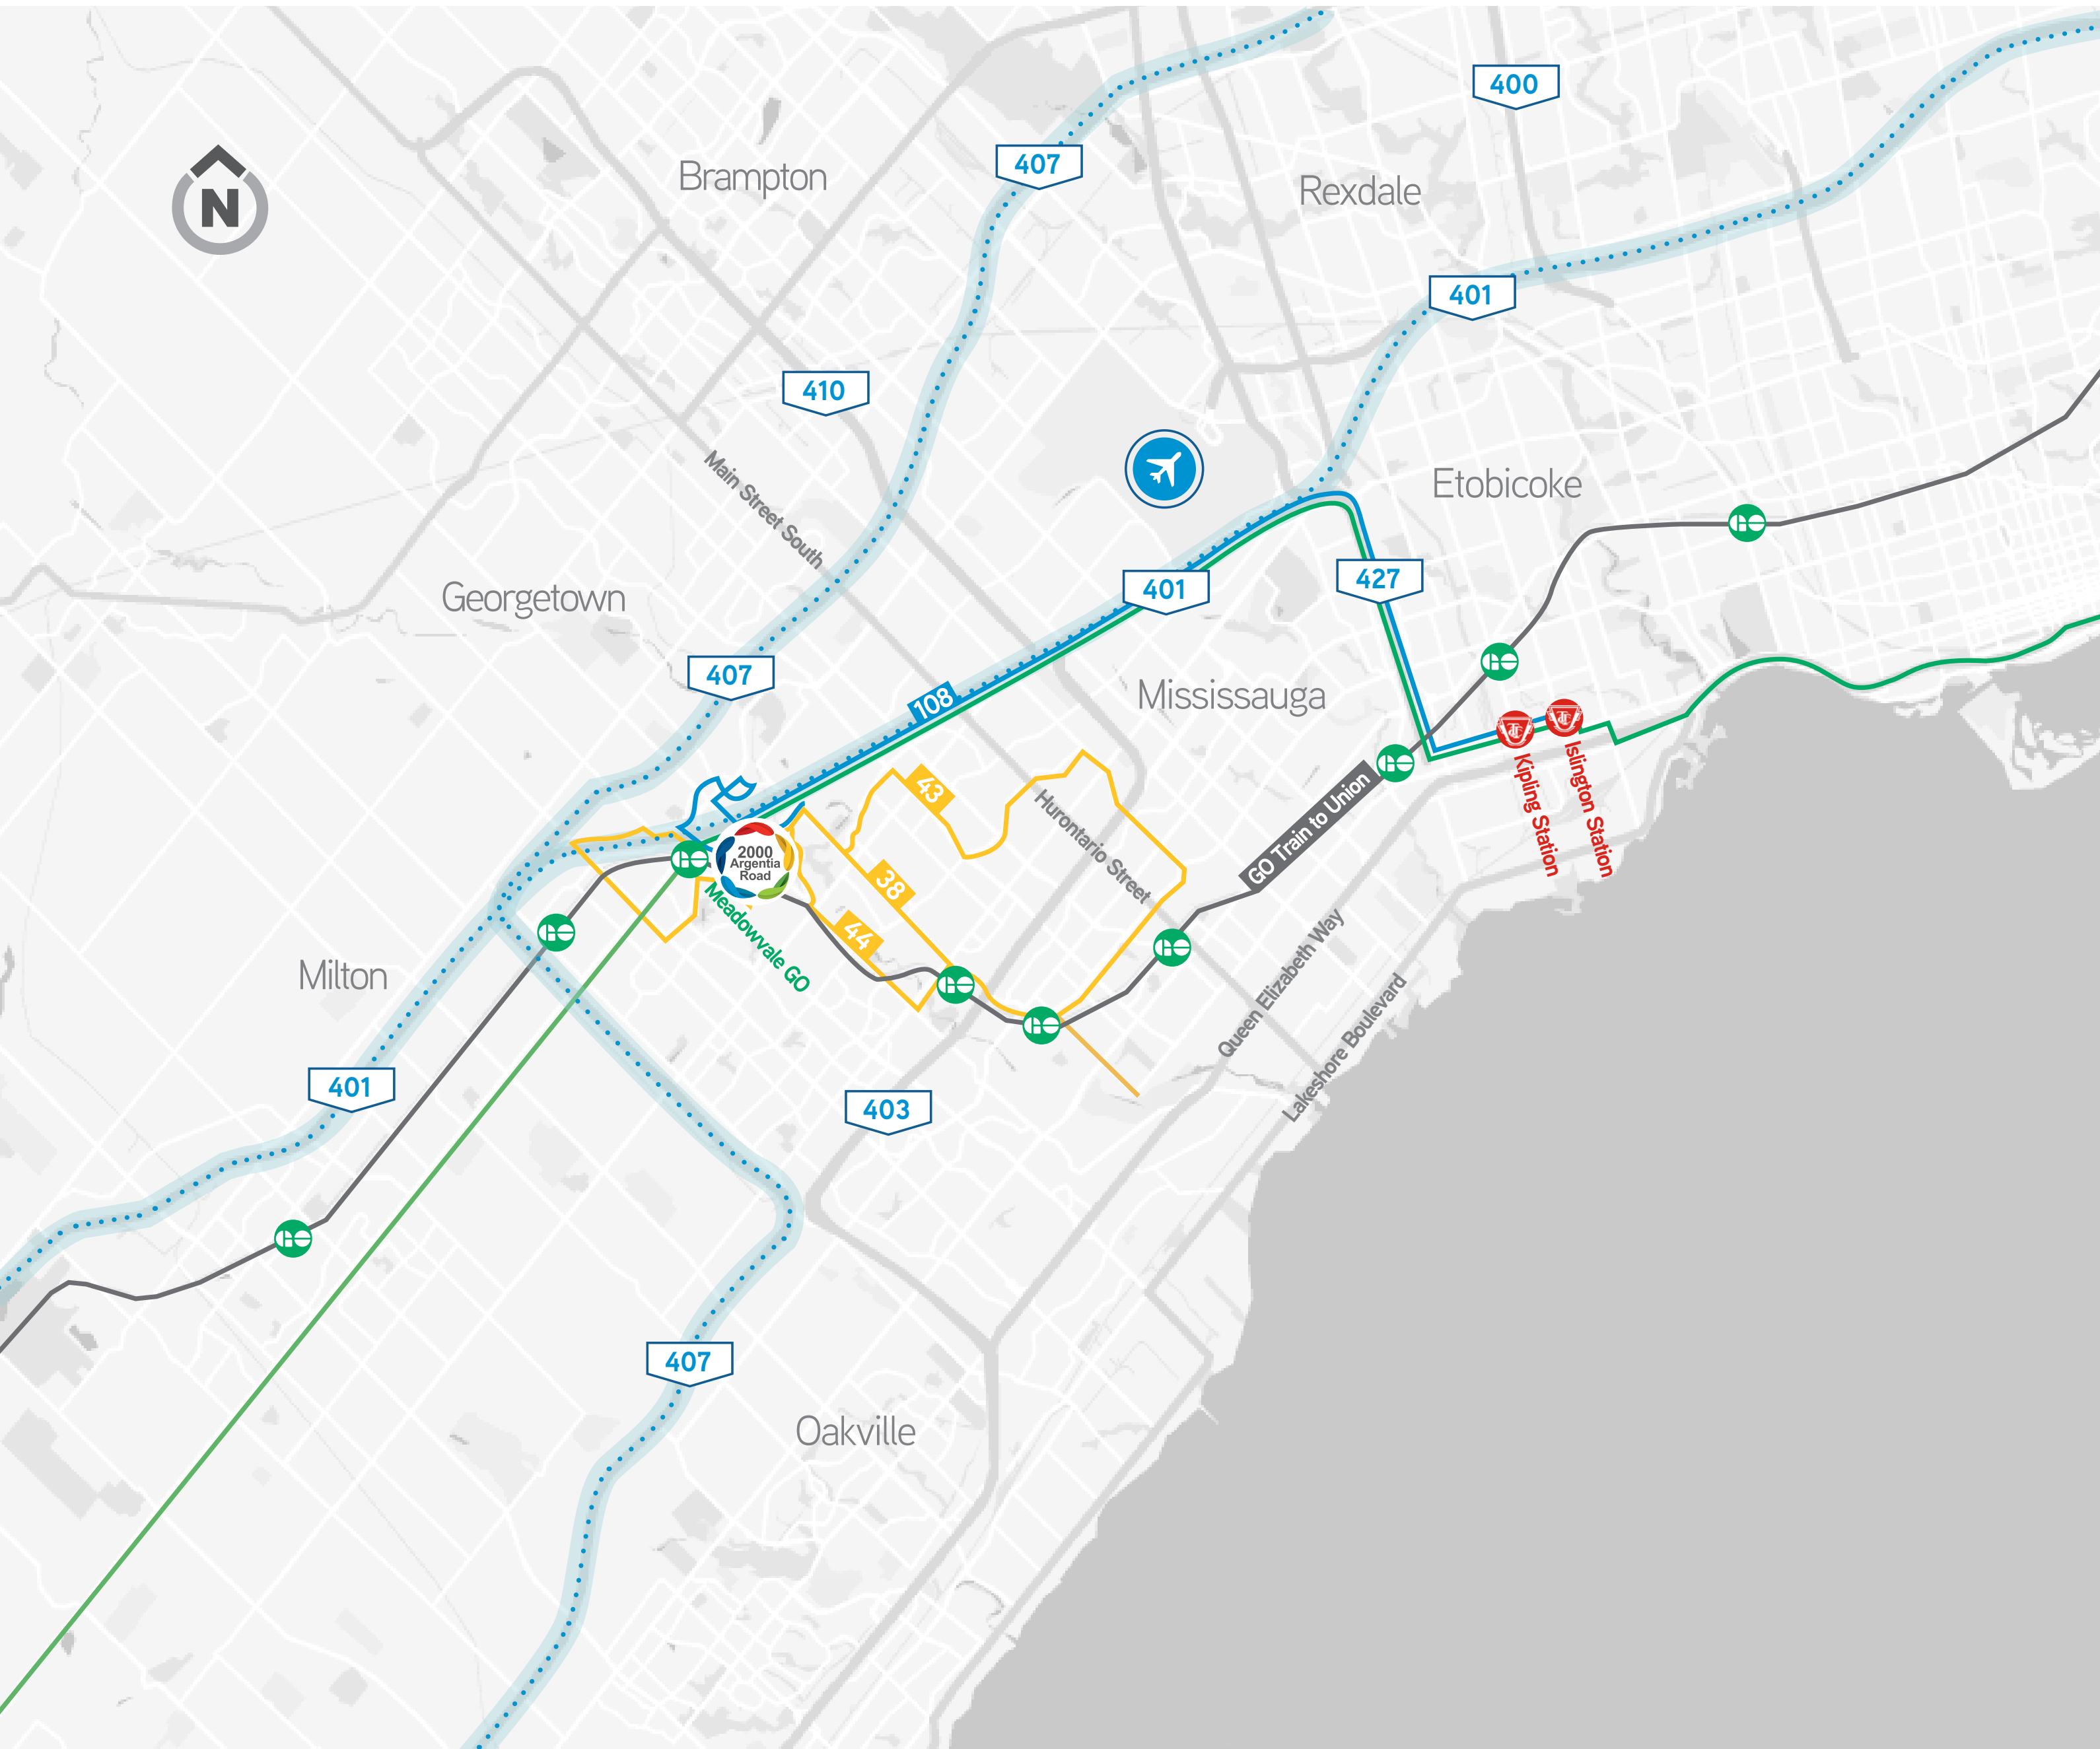 400
407
Brampton
Rexdale
N
401
410
Main Street South
Etobicoke
427
401
Georgetown
407
Mississauga
108
Kipling Station
Islington Station
43
Hurontario Street
GO Train to Union
2000
Argentia
Road
38
44
Meadowvale GO
Queen Elizabeth Way
Milton
Lakeshore Boulevard
401
403
407
Oakville